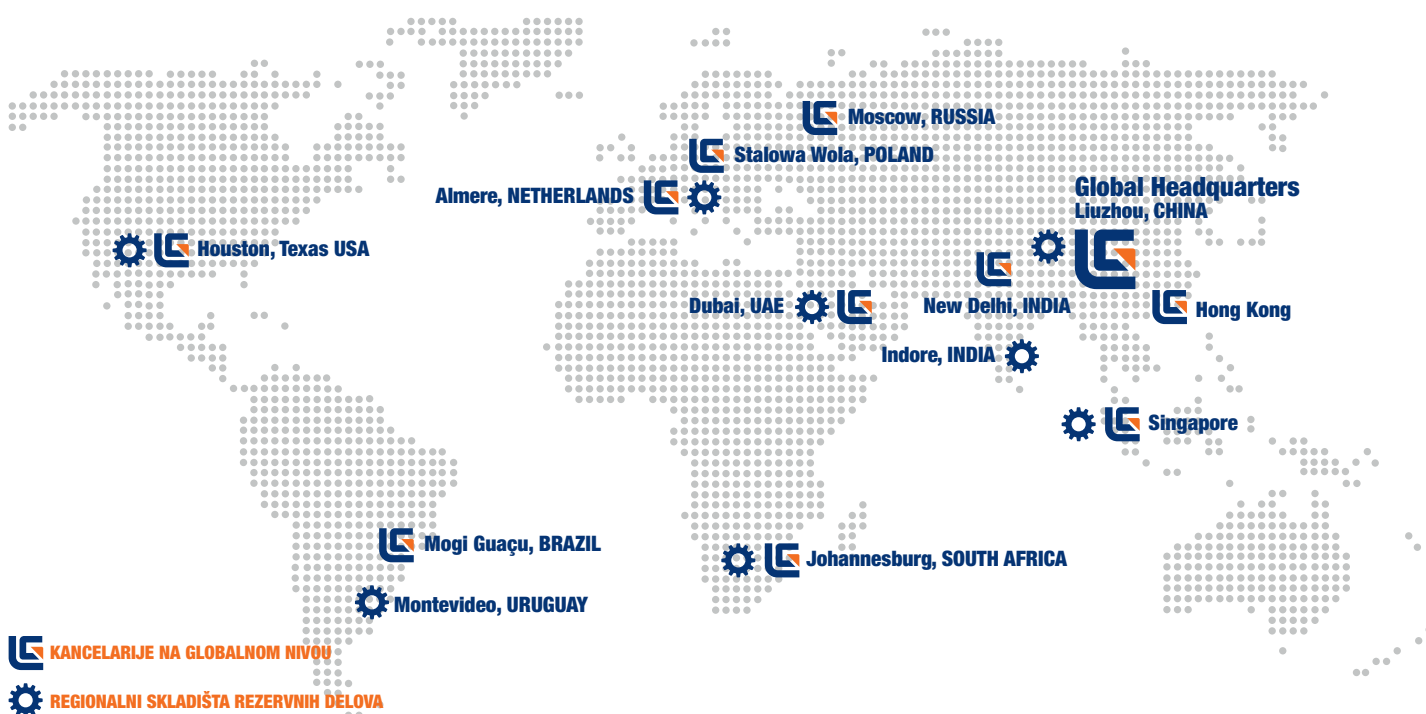 Moscow, RUSSIA
Stalowa Wola, POLAND
Almere, NETHERLANDS
Global Headquarters
Liuzhou, CHINA
Houston, Texas USA
Dubai, UAE
New Delhi, INDIA
Hong Kong
Indore, INDIA
Singapore
Mogi Guaçu, BRAZIL
Johannesburg, SOUTH AFRICA
Montevideo, URUGUAY
KANCELARIJE NA GLOBALNOM NIVOU
REGIONALNI SKLADIŠTA REZERVNIH DELOVA